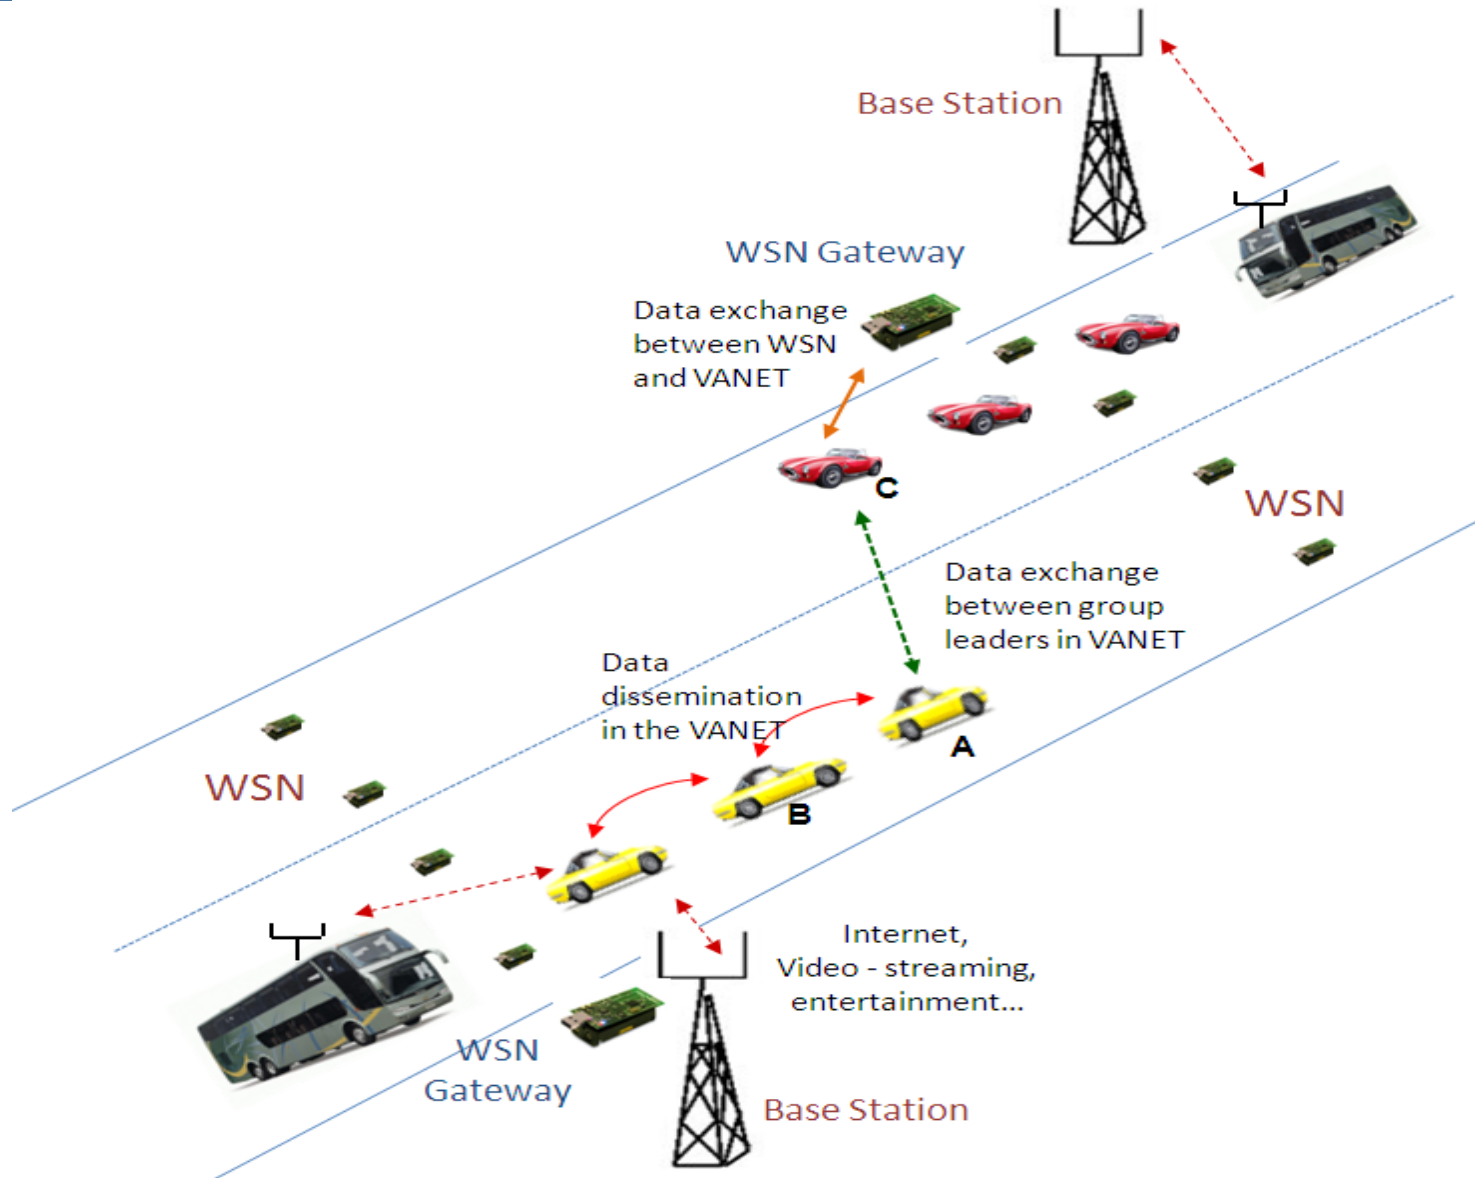 Base Station
WSN Gateway
Data exchange
between WSN
and VANET
C
WSN
Data exchange
between group
leaders in VANET
Data
dissemination
in the VANET
A
B
WSN
Internet,
Video - streaming,
entertainment...
WSN
Gateway
Base Station